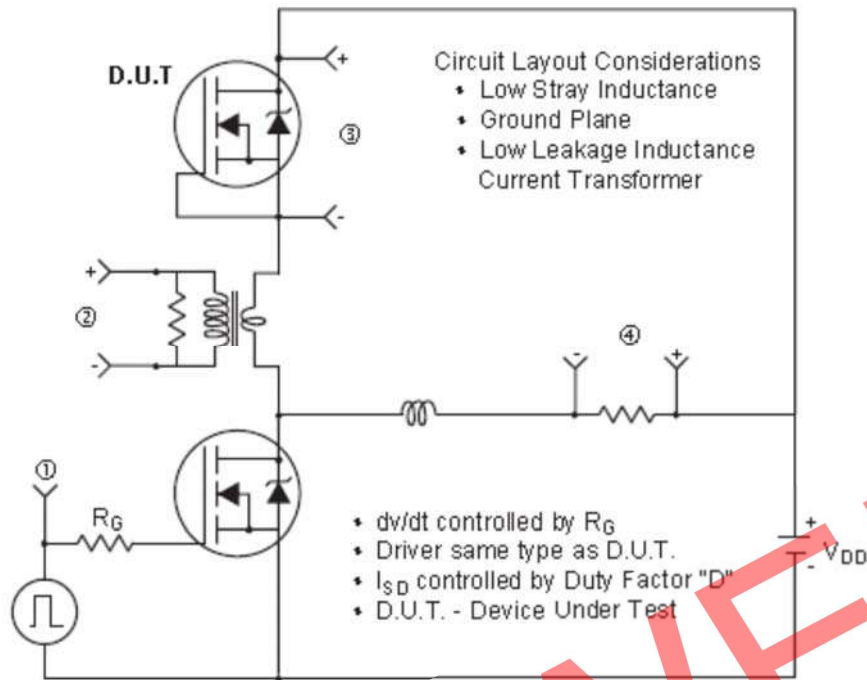 D.U.T
+
③
-
Circuit Layout Considerations
• Low Stray Inductance
• Ground Plane
• Low Leakage Inductance
Current Transformer
+
②
-
④
-
+
①
RG
• dv/dt controlled by RG
• Driver same type as D.U.T.
• ISD controlled by Duty Factor "D"
• D.U.T. - Device Under Test
+
VDD
-